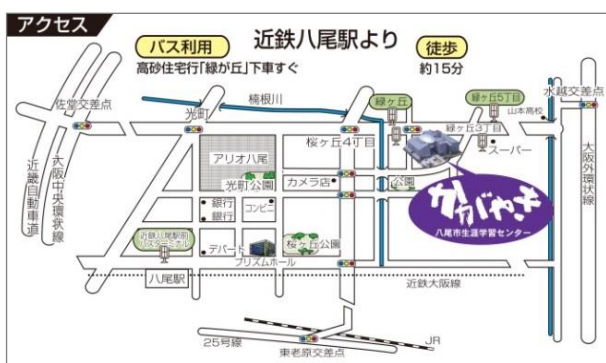 アクセス
バス利用
近鉄八尾駅より
徒歩
高砂住宅行「緑が丘」下車すぐ
約15分
佐堂交差点
光町
楠根川
緑ヶ丘
緑ヶ丘5丁目
水越交差点
山本高校
桜ヶ丘4丁目
緑ヶ丘3丁目
スーパー
アリオ八尾
光町公園
カメラ店
公園
近畿自動車道
大阪中央環状線
大阪外環状線
銀行
銀行
コンビニ
かがやき
八尾市生涯学習センター
近鉄八尾駅前
バスターミナル
デパート
プリズムホール
桜ヶ丘公園
八尾駅
近鉄大阪線
25号線
JR
東老原交差点